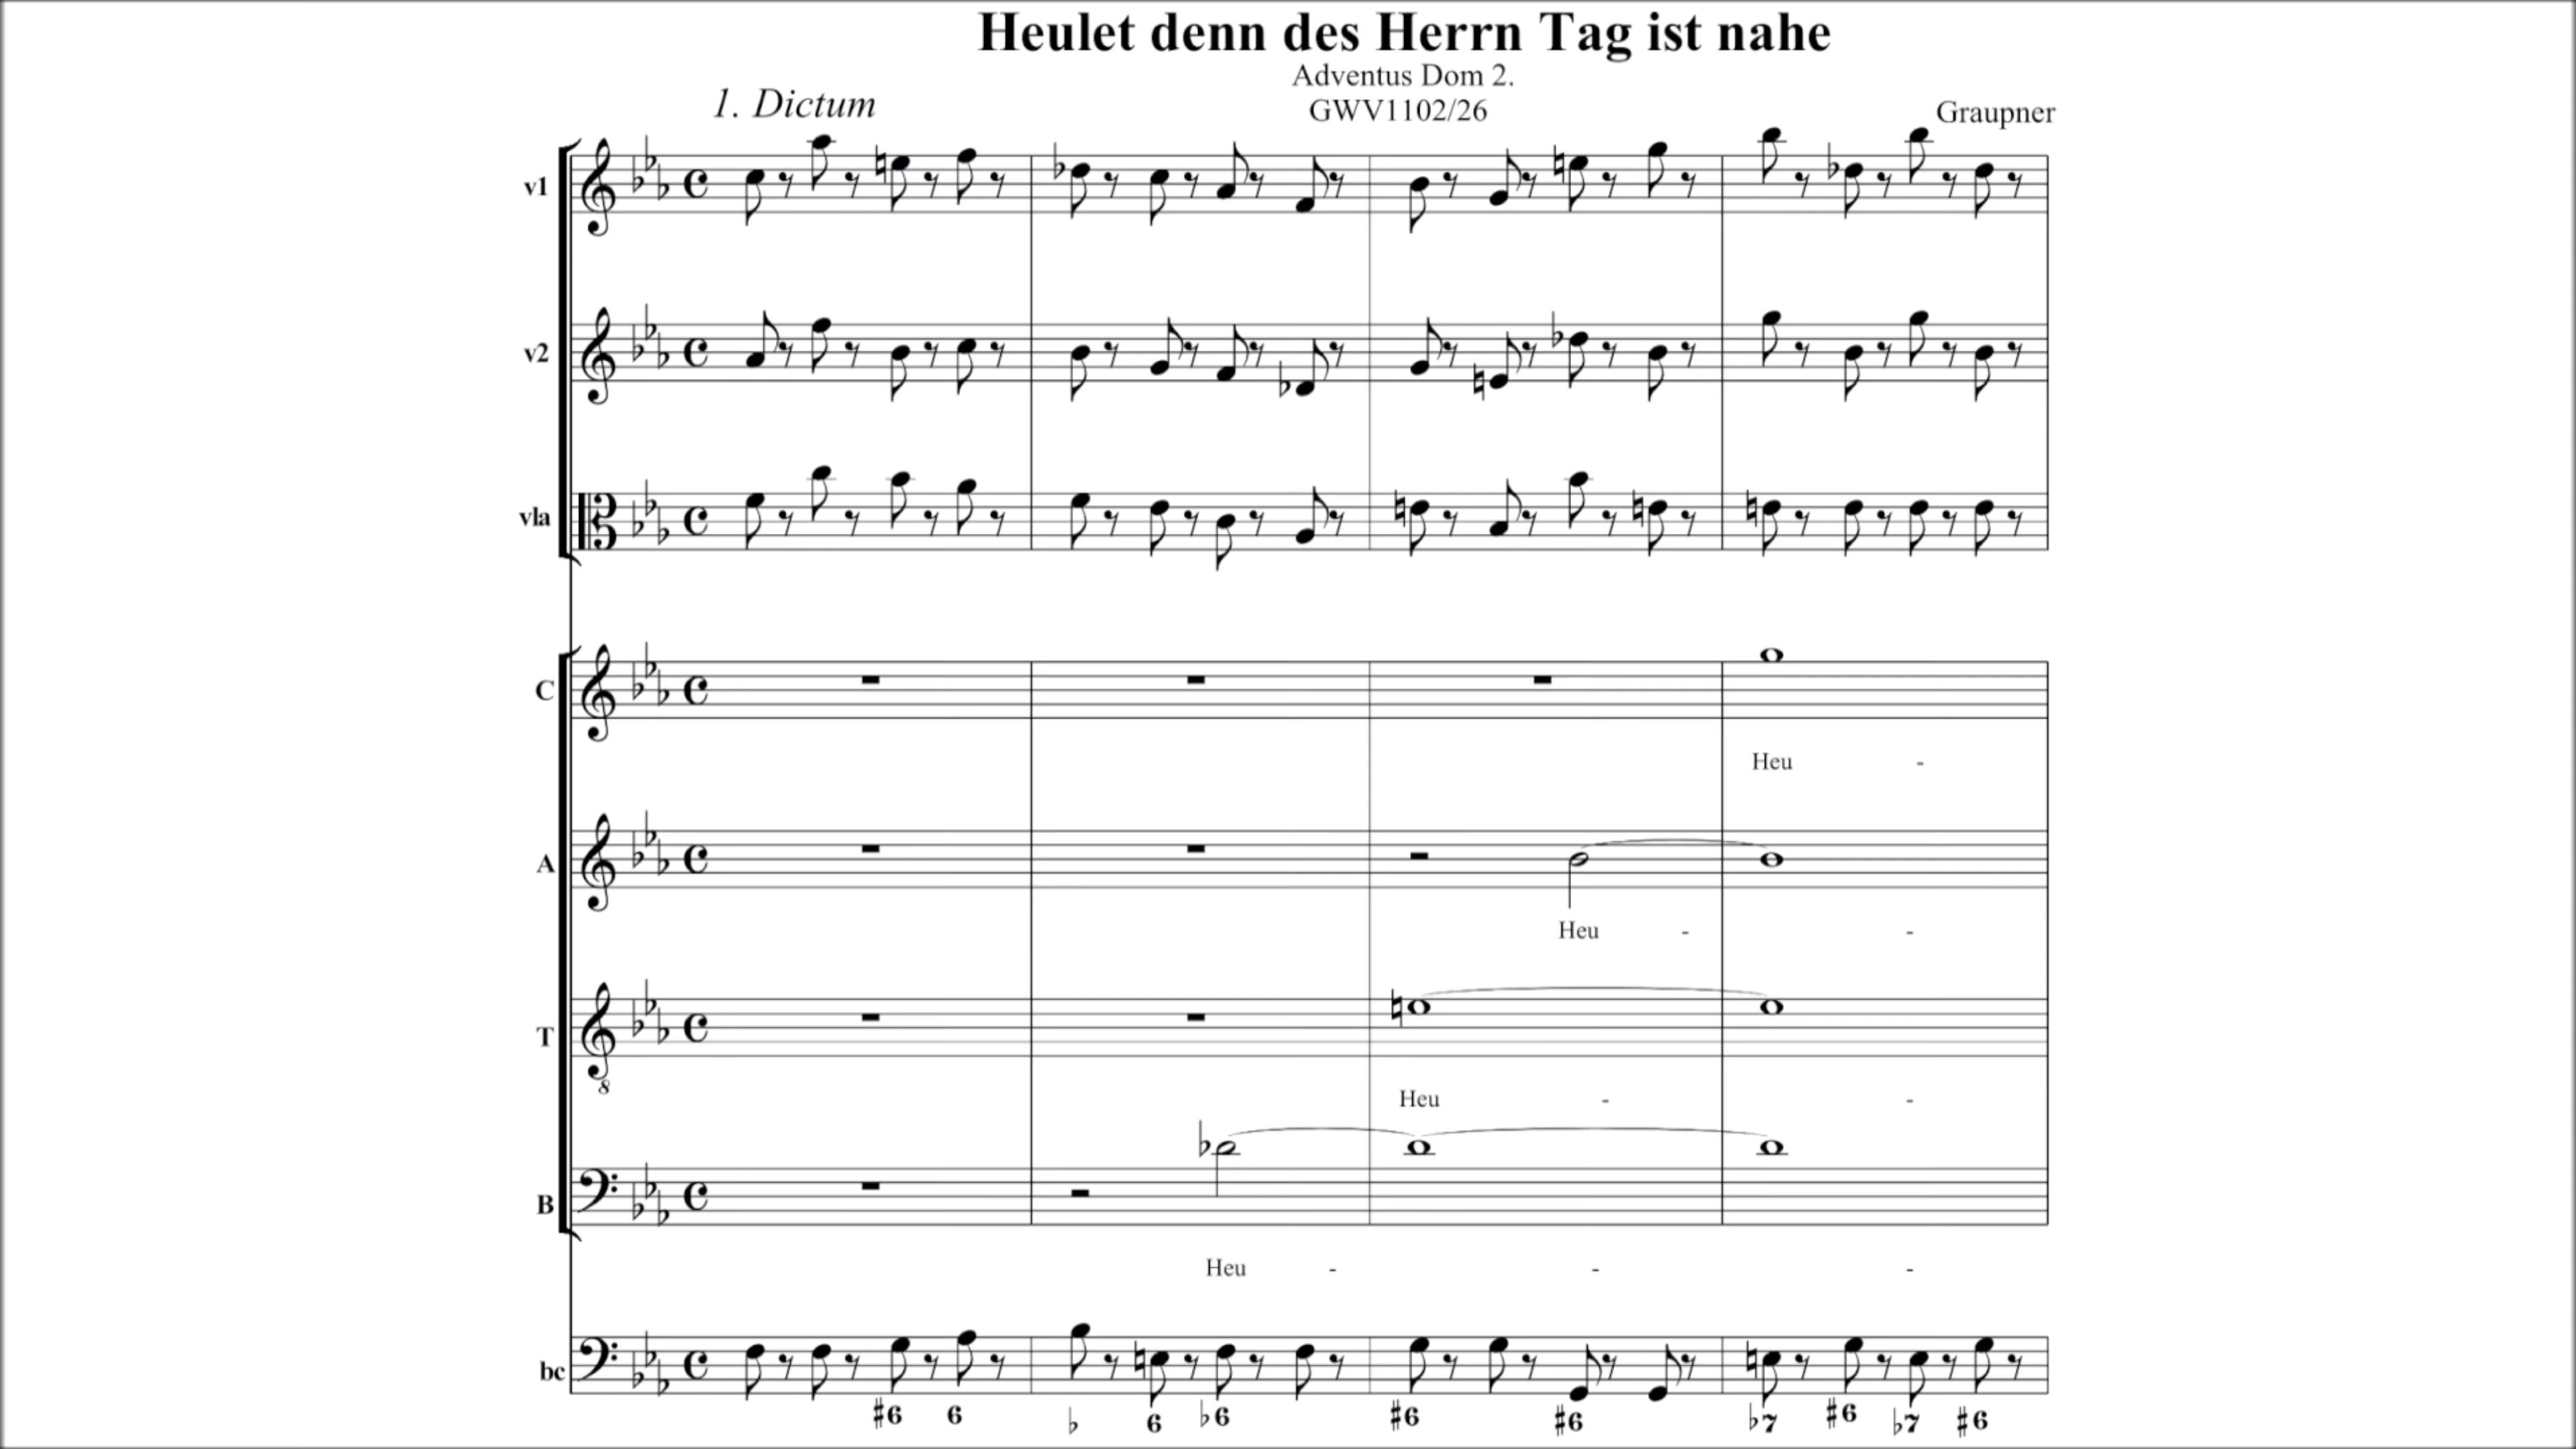 Heulet denn des Herrn Tag ist nahe
Adventus Dom 2.
1. Dictum
GWV1102/26
Graupner
v1
v2
vla
C
Heu -
A
Heu - -
T
8
Heu - -
B
Heu - - -
bc
♯6 6 ♭ 6 ♭6 ♯6 ♯6 ♭7 ♯6 ♭7 ♯6